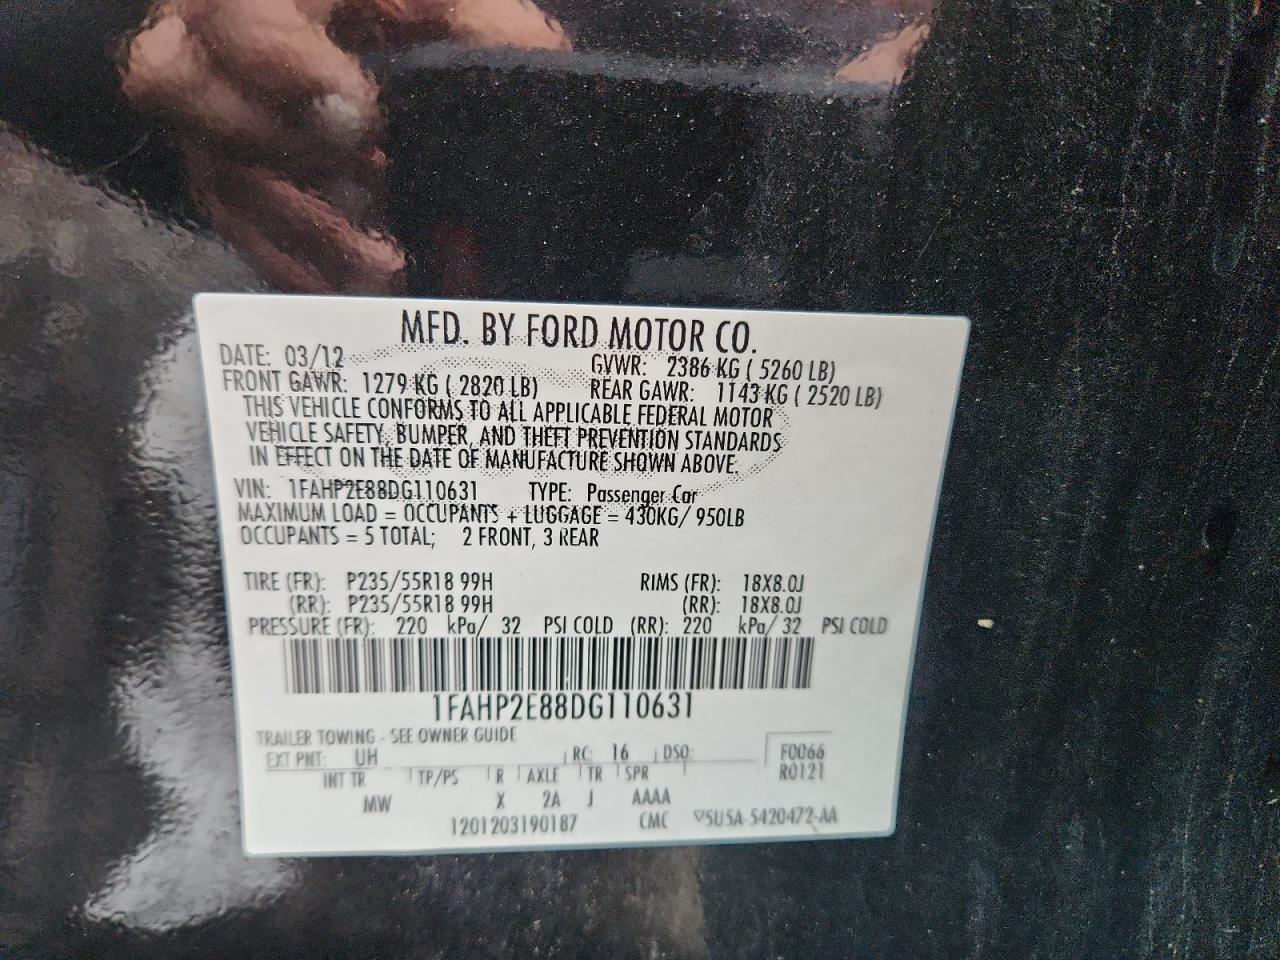 MFD. BY FORD MOTOR CO.
DATE: 03/12 GVWR: 2386 KG ( 5260 LB)
FRONT GAWR: 1279 KG ( 2820 LB) REAR GAWR: 1143 KG ( 2520 LB)
THIS VEHICLE CONFORMS TO ALL APPLICABLE FEDERAL MOTOR
VEHICLE SAFETY, BUMPER, AND THEFT PREVENTION STANDARDS
IN EFFECT ON THE DATE OF MANUFACTURE SHOWN ABOVE.
VIN: 1FAHP2E88DG110631 TYPE: Passenger Car
MAXIMUM LOAD = OCCUPANTS + LUGGAGE = 430KG/ 950LB
OCCUPANTS = 5 TOTAL; 2 FRONT, 3 REAR
TIRE (FR): P235/55R18 99H RIMS (FR): 18X8.0J
(RR): P235/55R18 99H (RR): 18X8.0J
PRESSURE (FR): 220 kPa/ 32 PSI COLD (RR): 220 kPa/ 32 PSI COLD
1FAHP2E88DG110631
TRAILER TOWING - SEE OWNER GUIDE
EXT PNT: UH RC: 16 DSO: F0066
INT TR TP/PS R AXLE TR SPR R0121
MW X 2A J AAAA
1201203190187 CMC ▽5U5A-5420472-AA